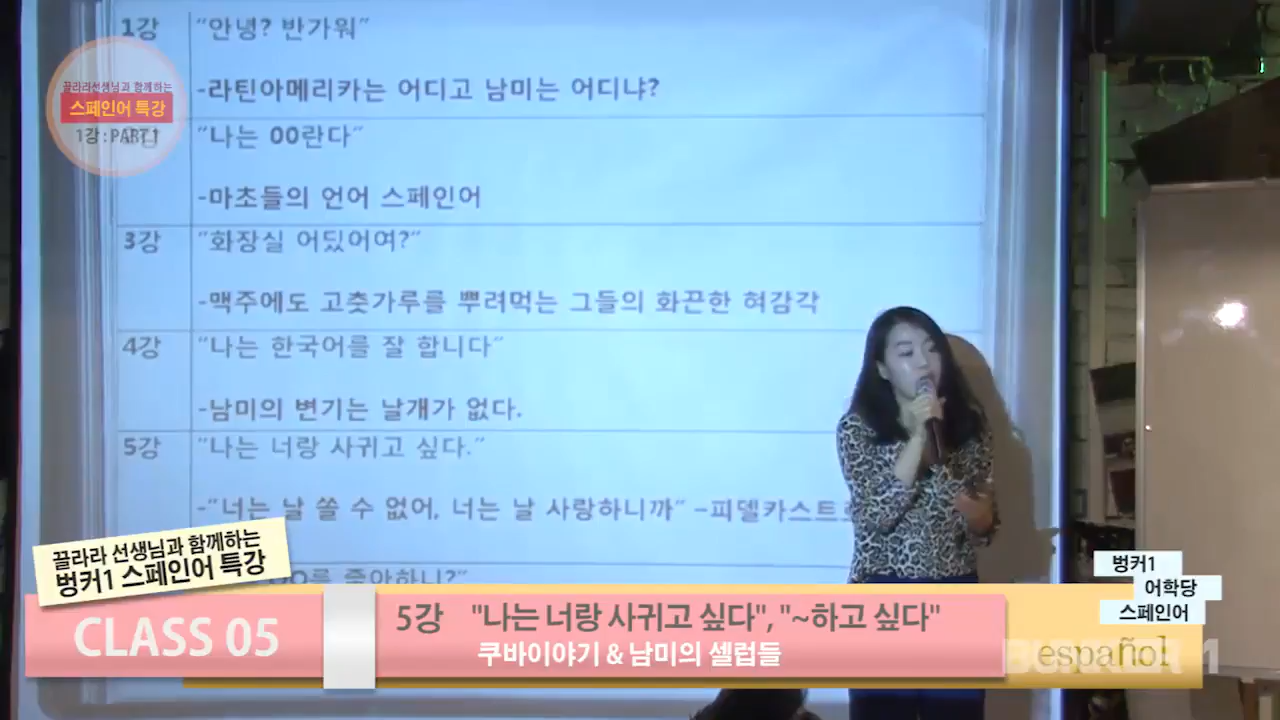 1강 "안녕? 반가워"
-라틴아메리카는 어디고 남미는 어디냐?
끌라라선생님과 함께하는
스페인어 특강
1강 : PART 1
"나는 00란다"
-마초들의 언어 스페인어
3강 "화장실 어딨어여?"
-맥주에도 고춧가루를 뿌려먹는 그들의 화끈한 혀감각
4강 "나는 한국어를 잘 합니다"
-남미의 변기는 날개가 없다.
5강 "나는 너랑 사귀고 싶다."
-"너는 날 쏠 수 없어, 너는 날 사랑하니까" -피델카스트로
OO를 좋아하니?"
끌라라 선생님과 함께하는
벙커1 스페인어 특강
CLASS 05
5강 "나는 너랑 사귀고 싶다", "~하고 싶다"
쿠바이야기 & 남미의 셀럽들
벙커1
어학당
스페인어
español